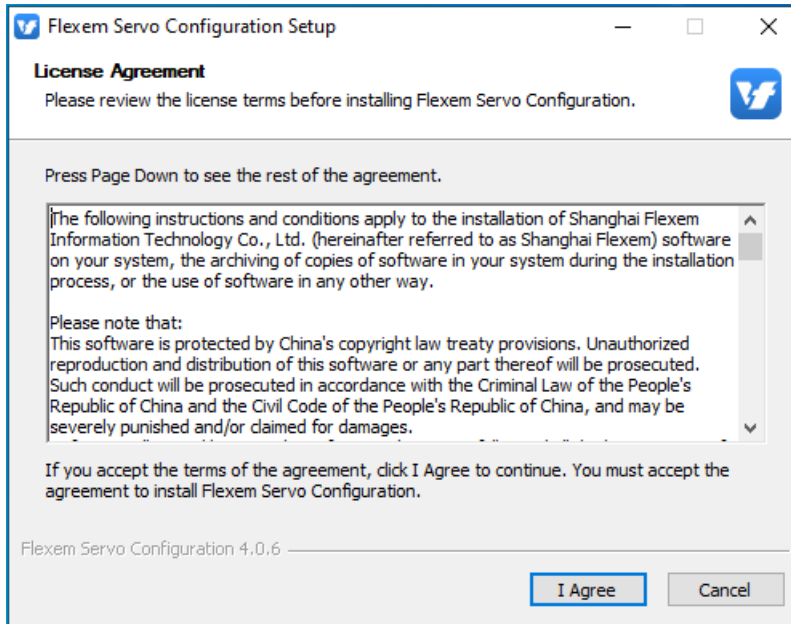 Flexem Servo Configuration Setup
License Agreement
Please review the license terms before installing Flexem Servo Configuration.
Press Page Down to see the rest of the agreement.
The following instructions and conditions apply to the installation of Shanghai Flexem
Information Technology Co., Ltd. (hereinafter referred to as Shanghai Flexem) software
on your system, the archiving of copies of software in your system during the installation
process, or the use of software in any other way.
Please note that:
This software is protected by China's copyright law treaty provisions. Unauthorized
reproduction and distribution of this software or any part thereof will be prosecuted.
Such conduct will be prosecuted in accordance with the Criminal Law of the People's
Republic of China and the Civil Code of the People's Republic of China, and may be
severely punished and/or claimed for damages.
If you accept the terms of the agreement, click I Agree to continue. You must accept the
agreement to install Flexem Servo Configuration.
Flexem Servo Configuration 4.0.6
I Agree
Cancel